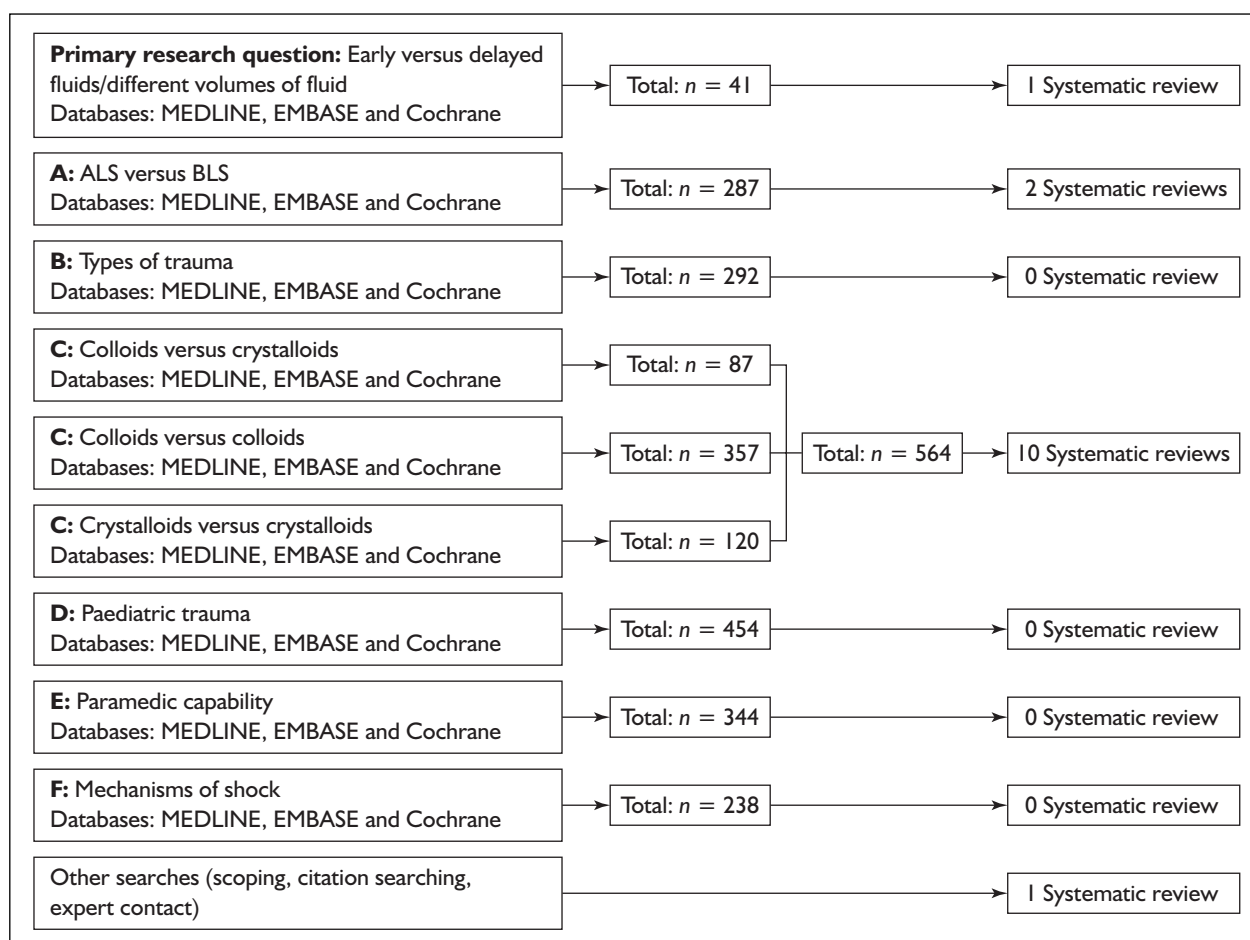 Primary research question: Early versus delayed
fluids/different volumes of fluid
Databases: MEDLINE, EMBASE and Cochrane
Total: n = 41
1 Systematic review
A: ALS versus BLS
Databases: MEDLINE, EMBASE and Cochrane
Total: n = 287
2 Systematic reviews
B: Types of trauma
Databases: MEDLINE, EMBASE and Cochrane
Total: n = 292
0 Systematic review
C: Colloids versus crystalloids
Databases: MEDLINE, EMBASE and Cochrane
Total: n = 87
C: Colloids versus colloids
Databases: MEDLINE, EMBASE and Cochrane
Total: n = 357
Total: n = 564
10 Systematic reviews
C: Crystalloids versus crystalloids
Databases: MEDLINE, EMBASE and Cochrane
Total: n = 120
D: Paediatric trauma
Databases: MEDLINE, EMBASE and Cochrane
Total: n = 454
0 Systematic review
E: Paramedic capability
Databases: MEDLINE, EMBASE and Cochrane
Total: n = 344
0 Systematic review
F: Mechanisms of shock
Databases: MEDLINE, EMBASE and Cochrane
Total: n = 238
0 Systematic review
Other searches (scoping, citation searching,
expert contact)
1 Systematic review